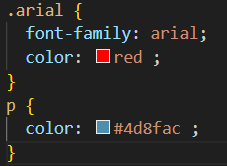 .arial {
font-family: arial;
color: red ;
}
p {
color: #4d8fac ;
}